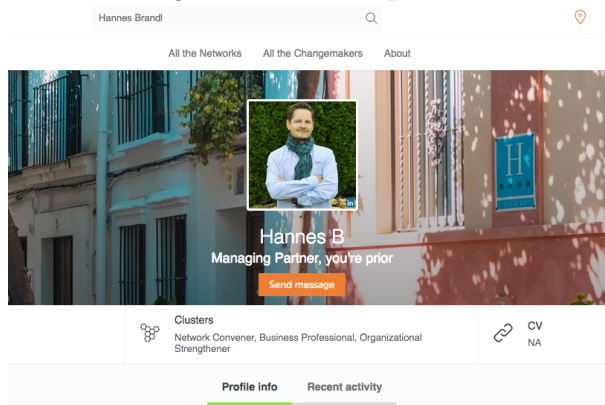 Hannes Brandl
All the Networks All the Changemakers About
in
H
Hannes B
Managing Partner, you're prior
Send message
Clusters
Network Convener, Business Professional, Organizational
Strengthener
CV
NA
Profile info Recent activity